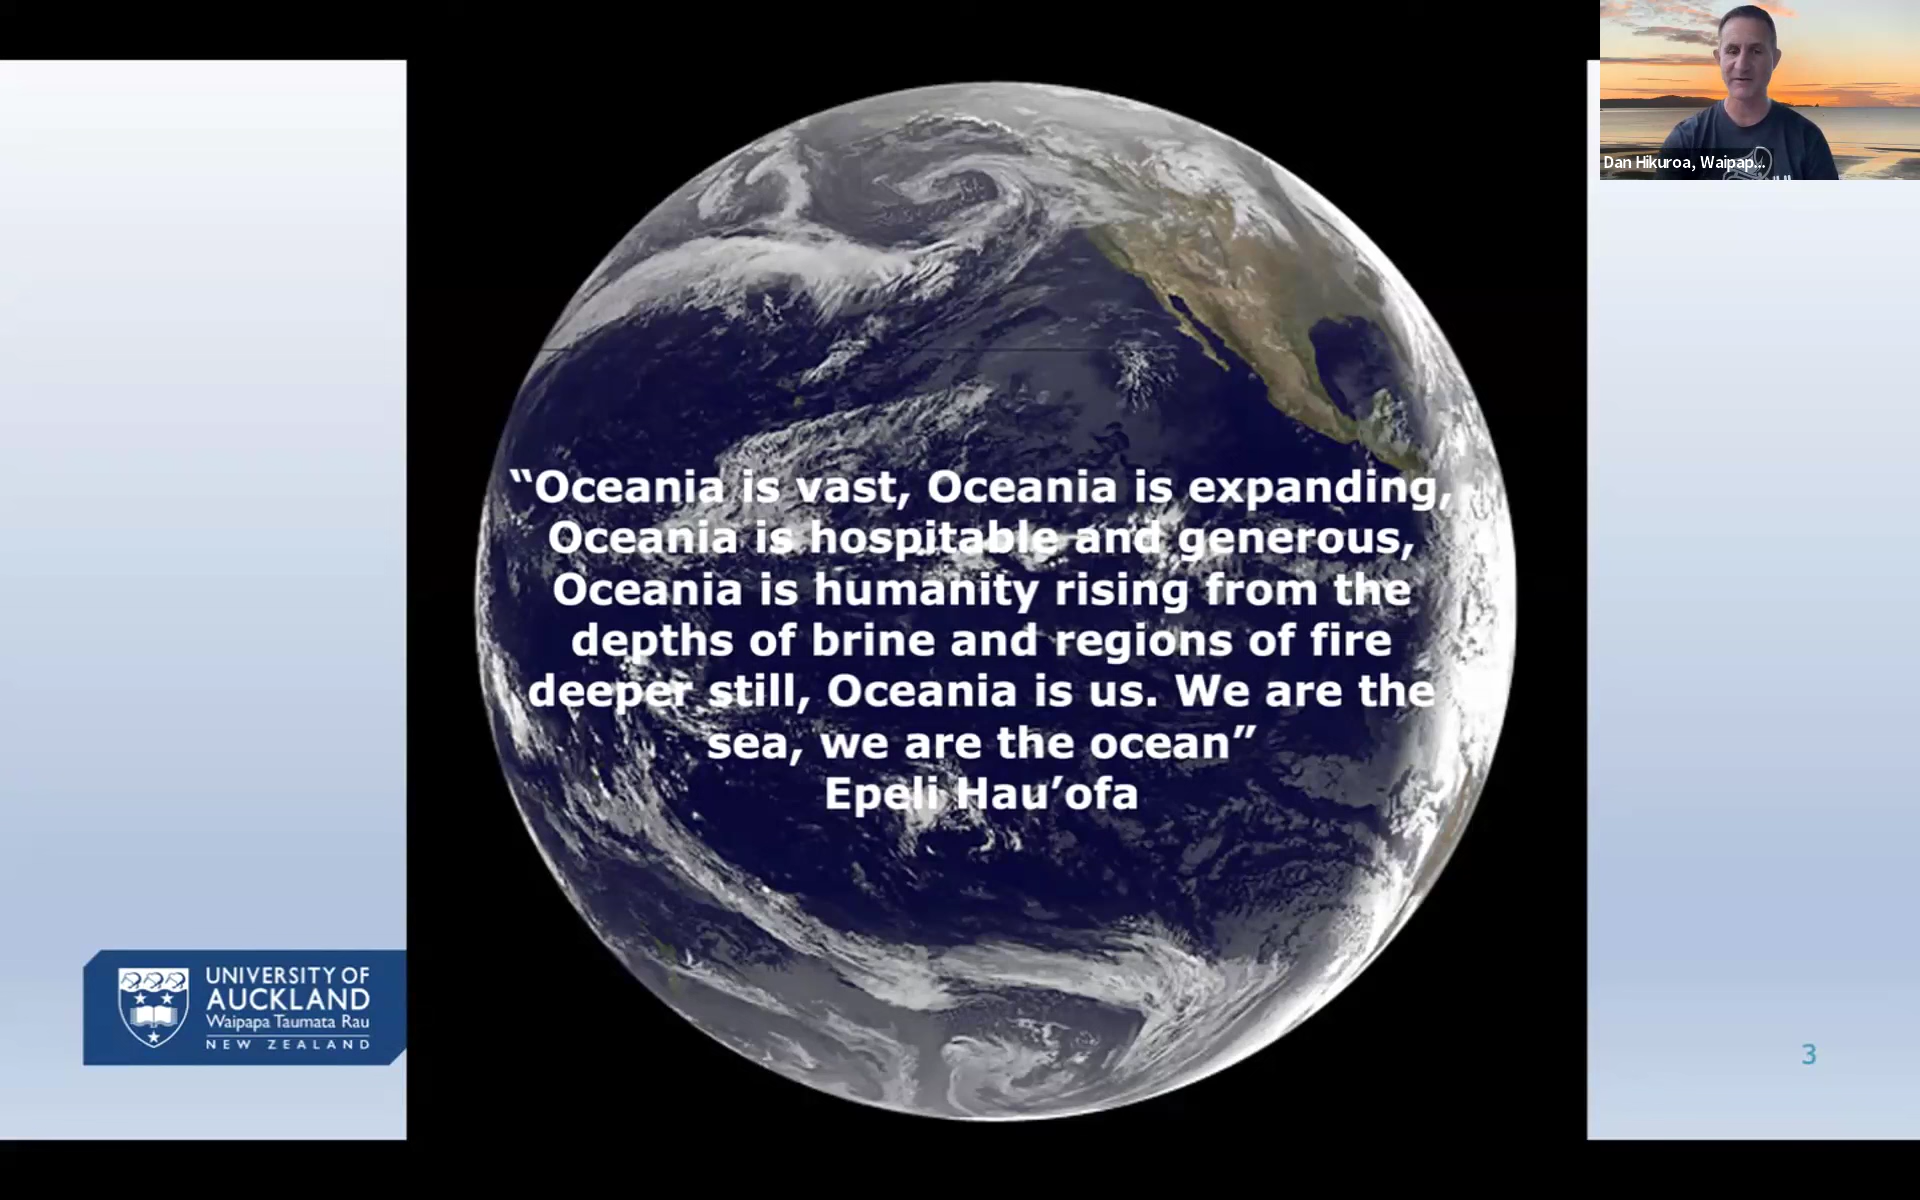 Dan Hikuroa, Waipap...
“Oceania is vast, Oceania is expanding,
Oceania is hospitable and generous,
Oceania is humanity rising from the
depths of brine and regions of fire
deeper still, Oceania is us. We are the
sea, we are the ocean”
Epeli Hau’ofa
UNIVERSITY OF
AUCKLAND
Waipapa Taumata Rau
NEW ZEALAND
3